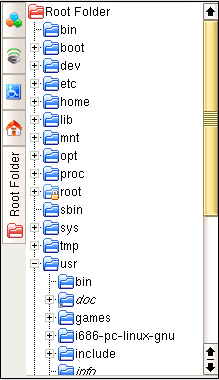 Root Folder
bin
boot
dev
etc
home
lib
mnt
opt
proc
root
sbin
sys
tmp
usr
bin
doc
games
i686-pc-linux-gnu
include
info
Root Folder